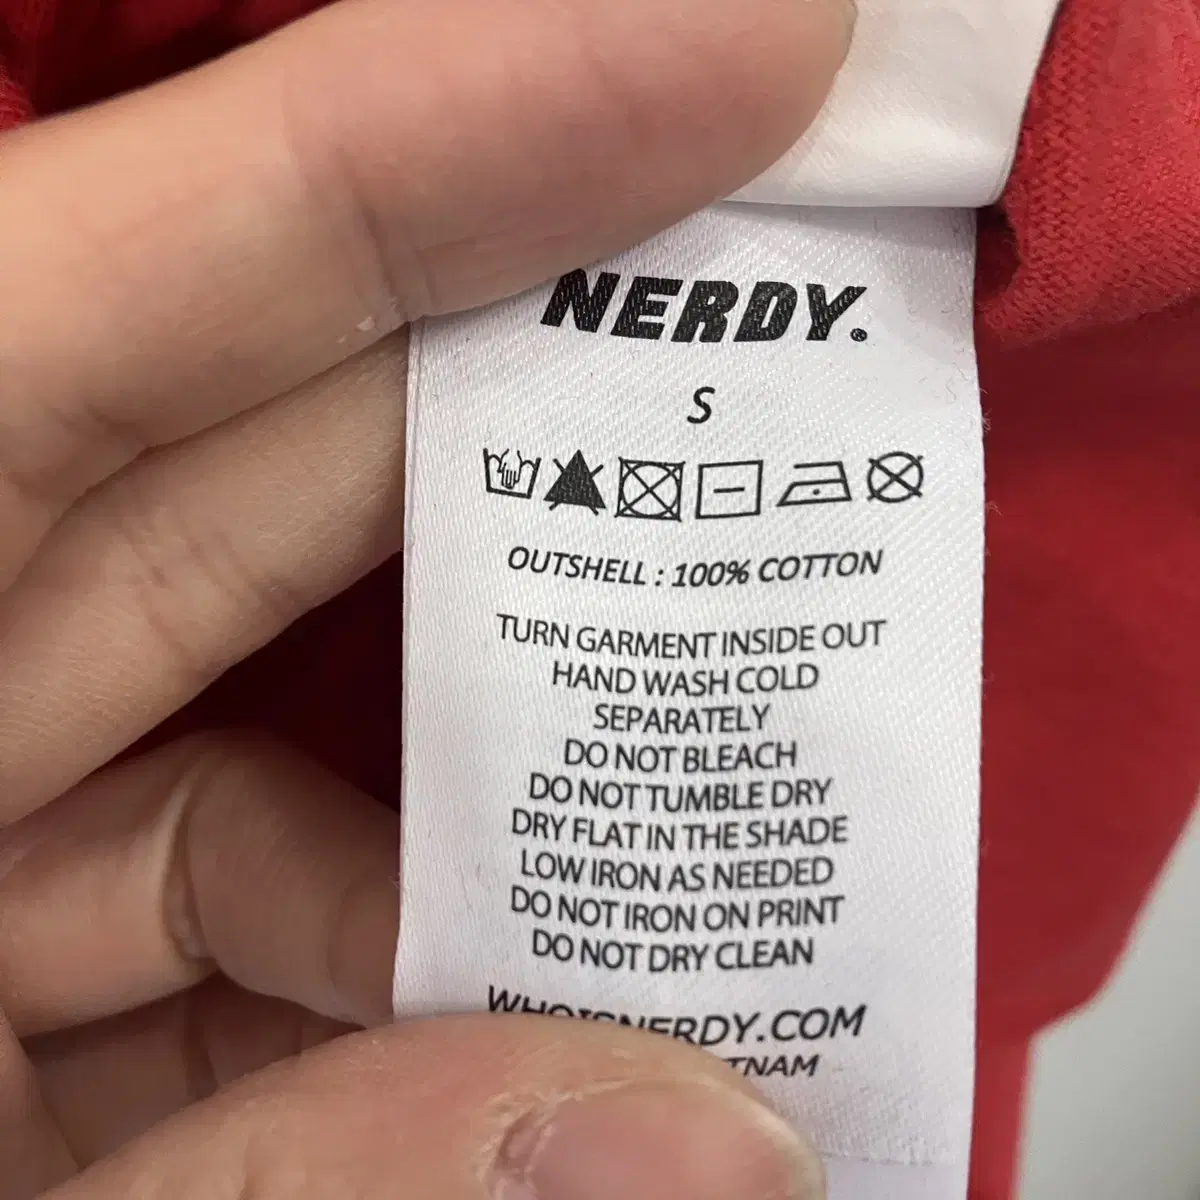 NERDY.®
S
OUTSHELL : 100% COTTON
TURN GARMENT INSIDE OUT
HAND WASH COLD
SEPARATELY
DO NOT BLEACH
DO NOT TUMBLE DRY
DRY FLAT IN THE SHADE
LOW IRON AS NEEDED
DO NOT IRON ON PRINT
DO NOT DRY CLEAN
WHOISNERDY.COM